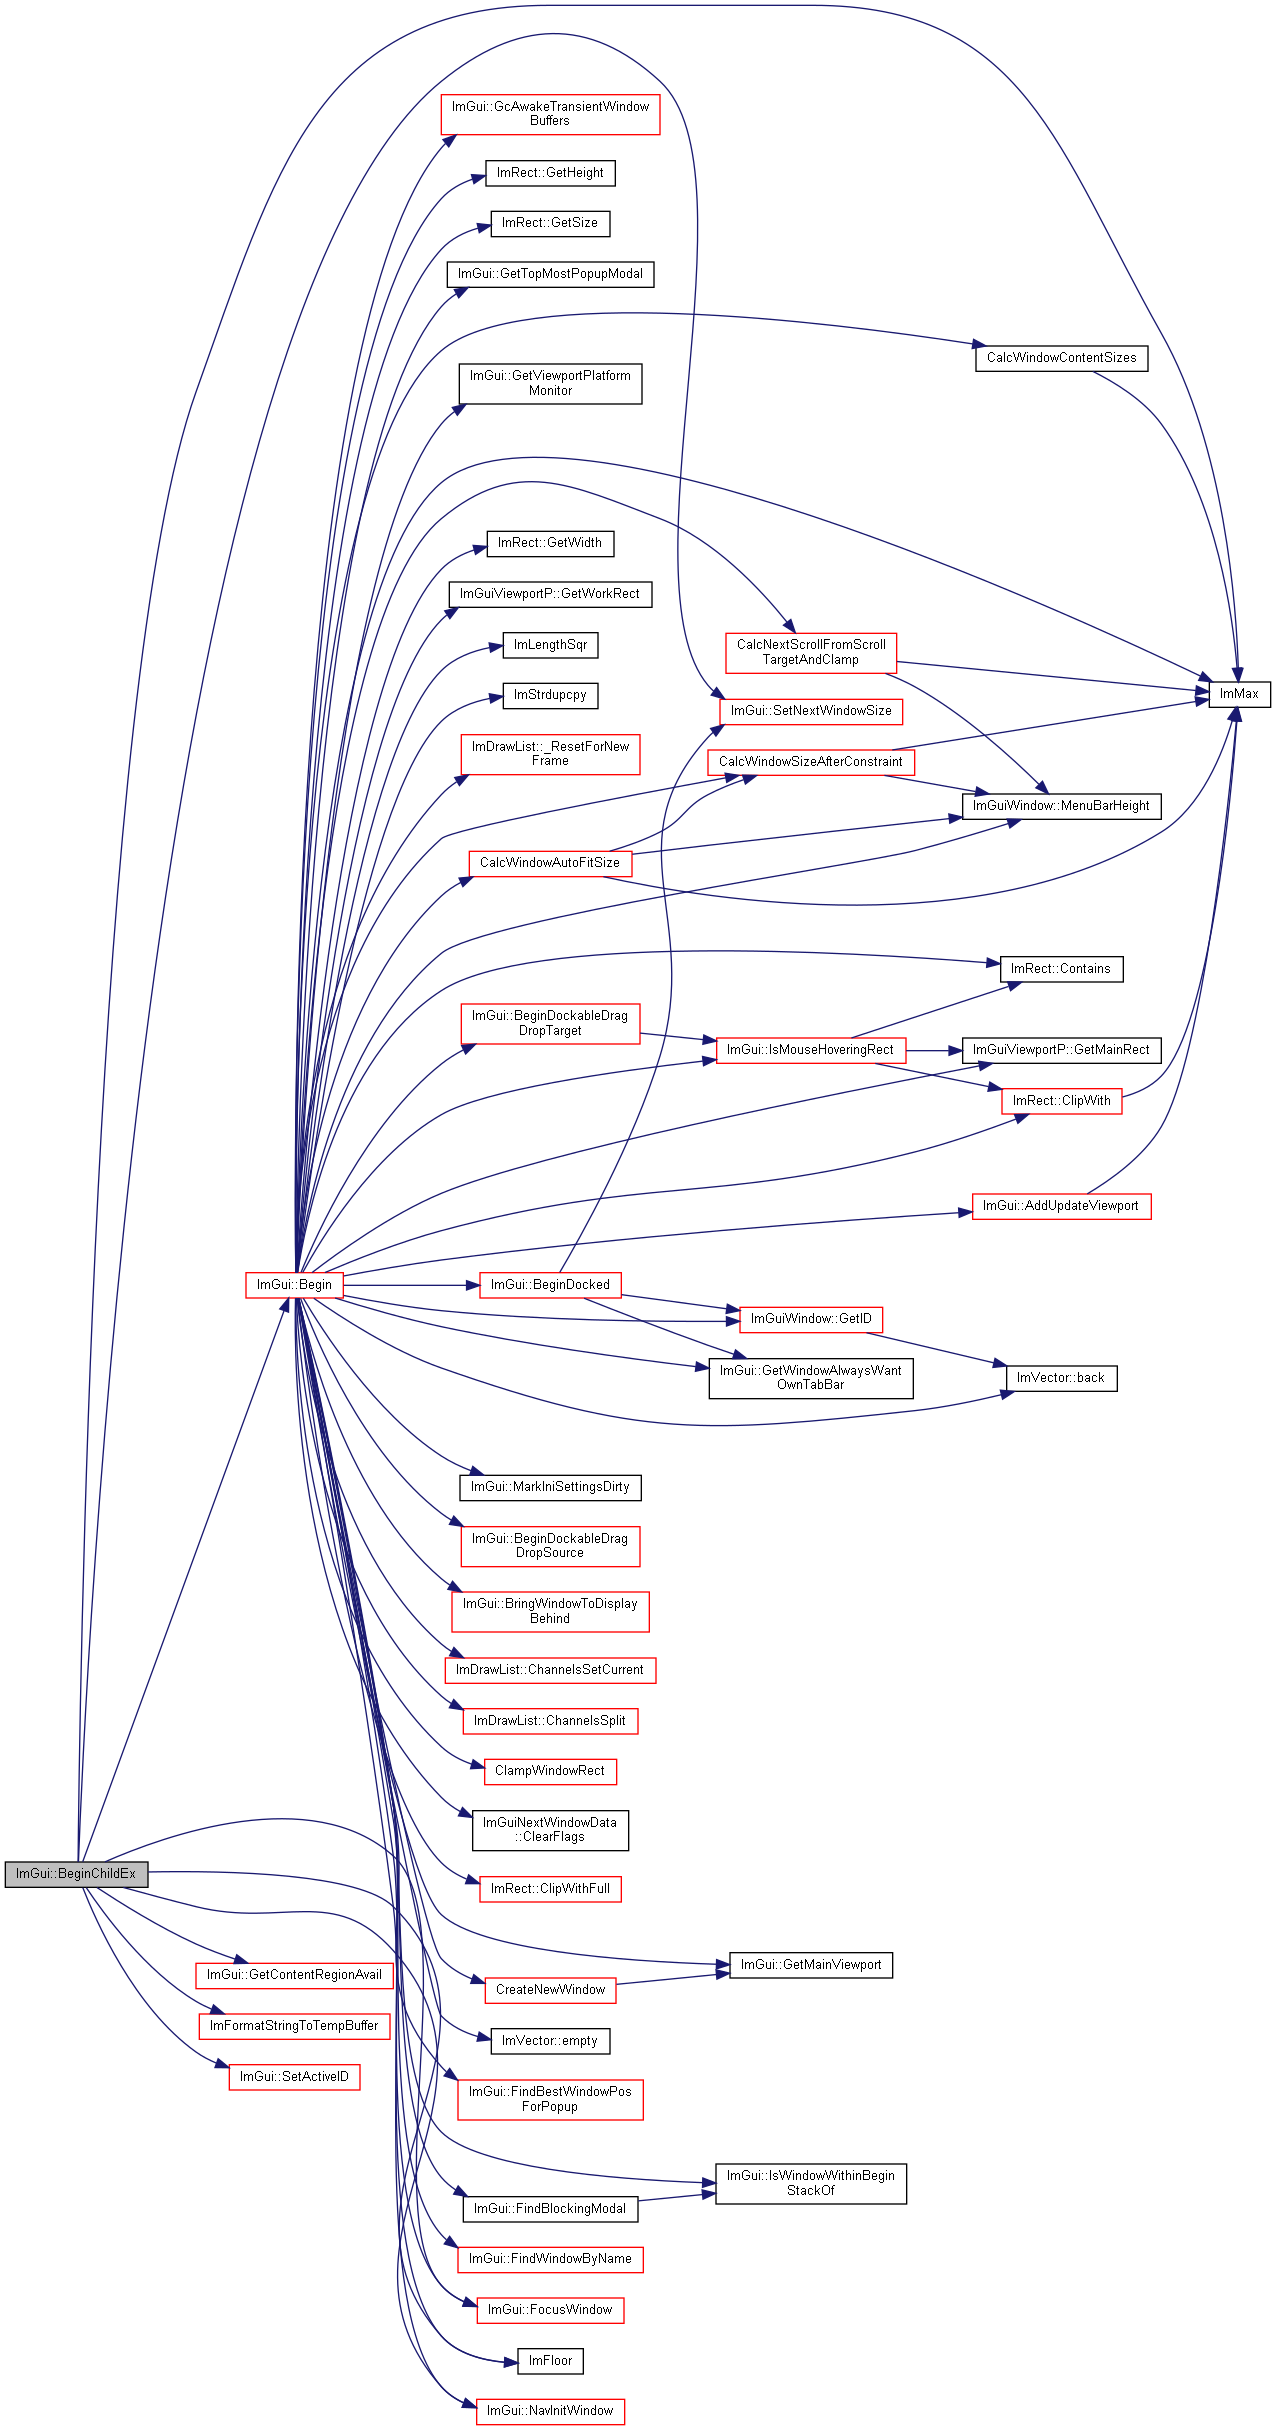 ImGui::GcAwakeTransientWindow
Buffers
ImRect::GetHeight
ImRect::GetSize
ImGui::GetTopMostPopupModal
CalcWindowContentSizes
ImGui::GetViewportPlatform
Monitor
ImRect::GetWidth
ImGuiViewportP::GetWorkRect
ImLengthSqr
CalcNextScrollFromScroll
TargetAndClamp
ImStrdupcpy
ImMax
ImGui::SetNextWindowSize
ImDrawList::_ResetForNew
Frame
CalcWindowSizeAfterConstraint
ImGuiWindow::MenuBarHeight
CalcWindowAutoFitSize
ImRect::Contains
ImGui::BeginDockableDrag
DropTarget
ImGui::IsMouseHoveringRect
ImGuiViewportP::GetMainRect
ImRect::ClipWith
ImGui::AddUpdateViewport
ImGui::Begin
ImGui::BeginDocked
ImGuiWindow::GetID
ImGui::GetWindowAlwaysWant
OwnTabBar
ImVector::back
ImGui::MarkIniSettingsDirty
ImGui::BeginDockableDrag
DropSource
ImGui::BringWindowToDisplay
Behind
ImDrawList::ChannelsSetCurrent
ImDrawList::ChannelsSplit
ClampWindowRect
ImGuiNextWindowData
::ClearFlags
ImGui::BeginChildEx
ImRect::ClipWithFull
ImGui::GetMainViewport
ImGui::GetContentRegionAvail
CreateNewWindow
ImFormatStringToTempBuffer
ImVector::empty
ImGui::SetActiveID
ImGui::FindBestWindowPos
ForPopup
ImGui::IsWindowWithinBegin
StackOf
ImGui::FindBlockingModal
ImGui::FindWindowByName
ImGui::FocusWindow
ImFloor
ImGui::NavInitWindow